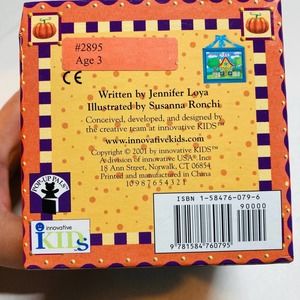 #2895
Age 3
CE
Written by Jennifer Loya
Illustrated by Susanna Ronchi
Conceived, developed, and designed by
the creative team at innovative KIDS™
www.innovativekids.com
Copyright © 2001 by innovative KIDS™
A division of innovative USA® Inc.
18 Ann Street, Norwalk, CT 06854
Printed and manufactured in China
10 9 8 7 6 5 4 3 2 1
POP-UP PALS
innovative
KIDS
ISBN 1-58476-079-6
90000
9 781584 760795